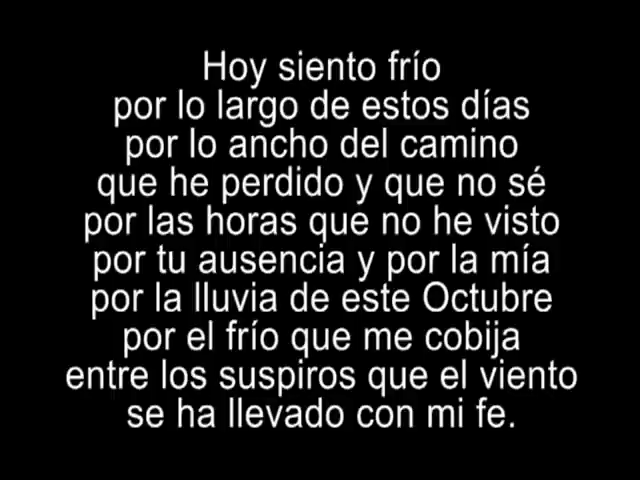 Hoy siento frío
por lo largo de estos días
por lo ancho del camino
que he perdido y que no sé
por las horas que no he visto
por tu ausencia y por la mía
por la lluvia de este Octubre
por el frío que me cobija
entre los suspiros que el viento
se ha llevado con mi fe.